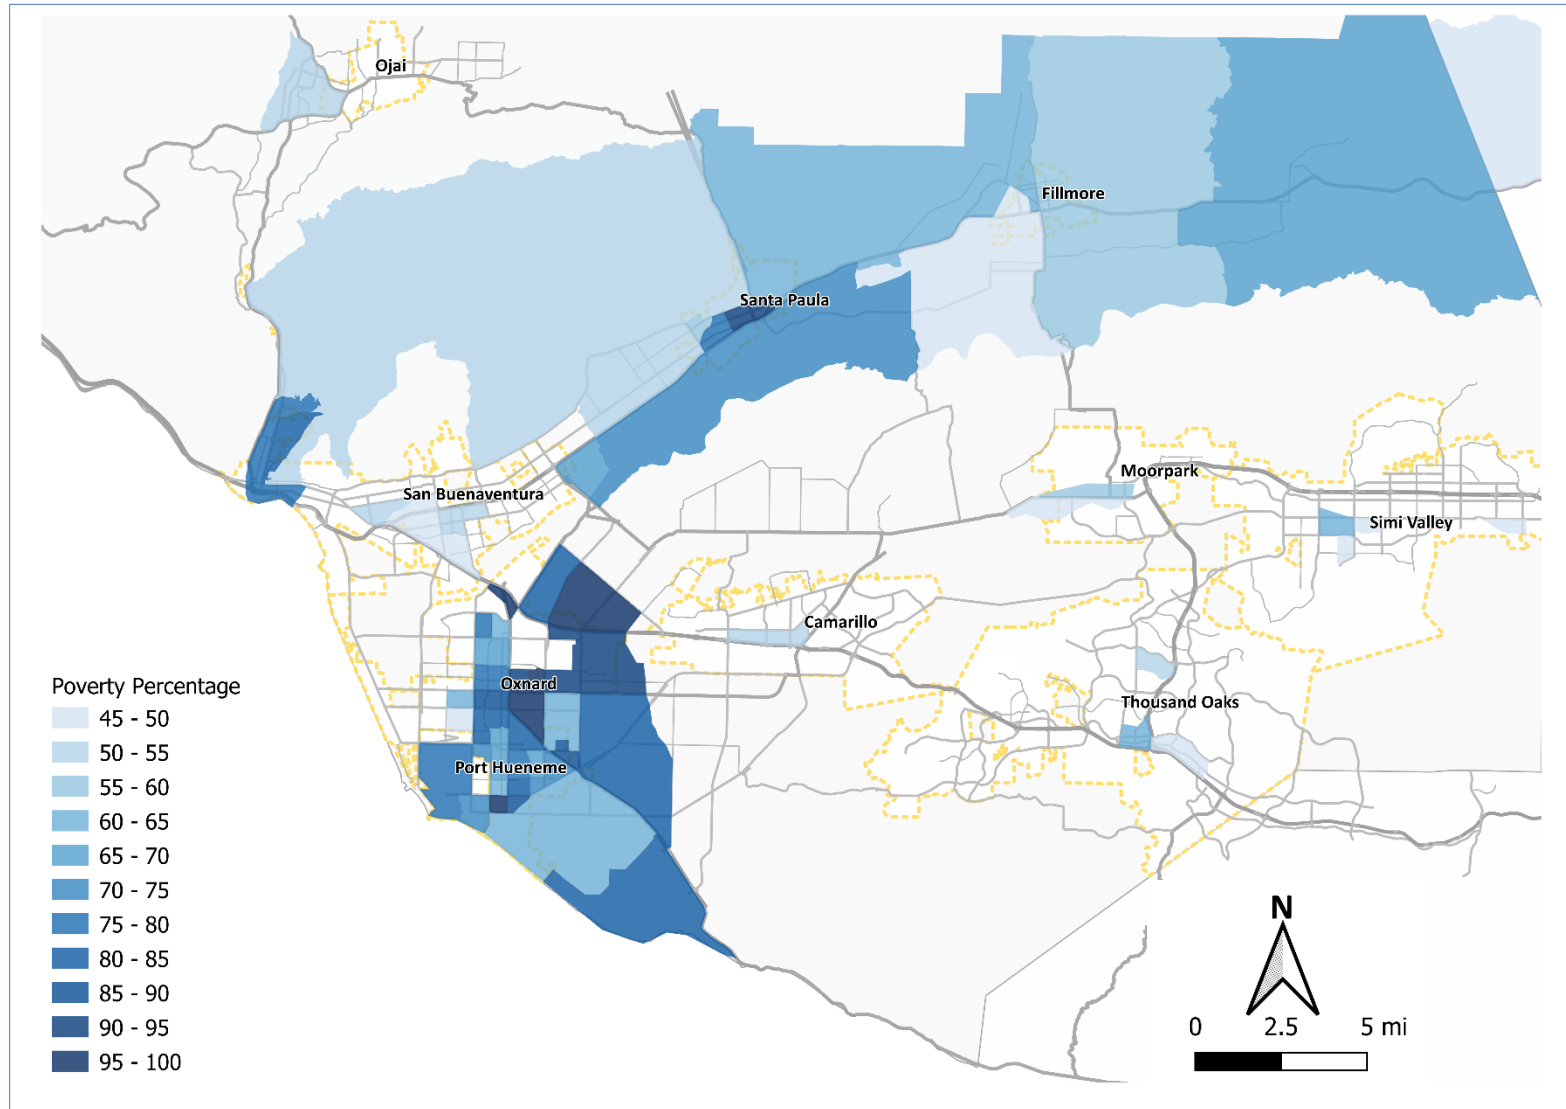 Ojai
Fillmore
Santa Paula
Moorpark
San Buenaventura
Simi Valley
Camarillo
Oxnard
Thousand Oaks
Port Hueneme
Poverty Percentage
45 - 50
50 - 55
55 - 60
60 - 65
65 - 70
70 - 75
75 - 80
80 - 85
85 - 90
90 - 95
95 - 100
N
0 2.5 5 mi